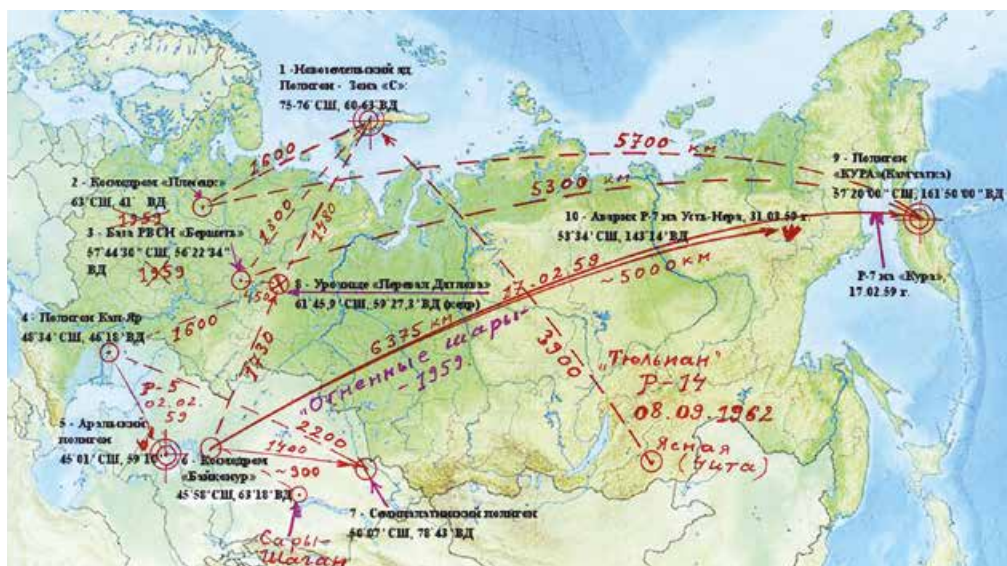 1 -Новоземельский яд.
Полигон - Зона «С»:
75-76° СШ, 60-63°ВД
2 - Космодром «Плесецк»
63°СШ, 41° ВД
1959
3 - База РВСН «Бершеть»
57°44'30" СШ, 56°22'34"
ВД
1959
4 - Полигон Кап-Яр
48°34' СШ, 46°18' ВД
5 - Аральский
полигон
45°01' СШ, 59°10'
6 - Космодром
«Байконур»
45°58' СШ, 63°18' ВД
7 - Семипалатинский полигон
50°07' СШ, 78°43' ВД
8 - Урочище «Перевал Дятлова»
61°45,9' СШ, 59°27,3' ВД (кедр)
9 - Полигон
«КУРА»(Камчатка)
57°20'00" СШ, 161°50'00" ВД
10 - Авария Р-7 на Усть-Нера, 31.03.59 г.
53°34' СШ, 143°14' ВД
Р-7 на «Кура»,
17.02.59 г.
1600
1300
1980
5700 км
5300 км
450
1600
1730
6375 км
17.02.59
~5000 км
"Огненные шары"-
- 1959
3900
"Тюльпан"
Р-14
08.09.1962
Ясная
(Чита)
Р-5
02.02.
59
2200
1400
~900
Сары-
Шаган